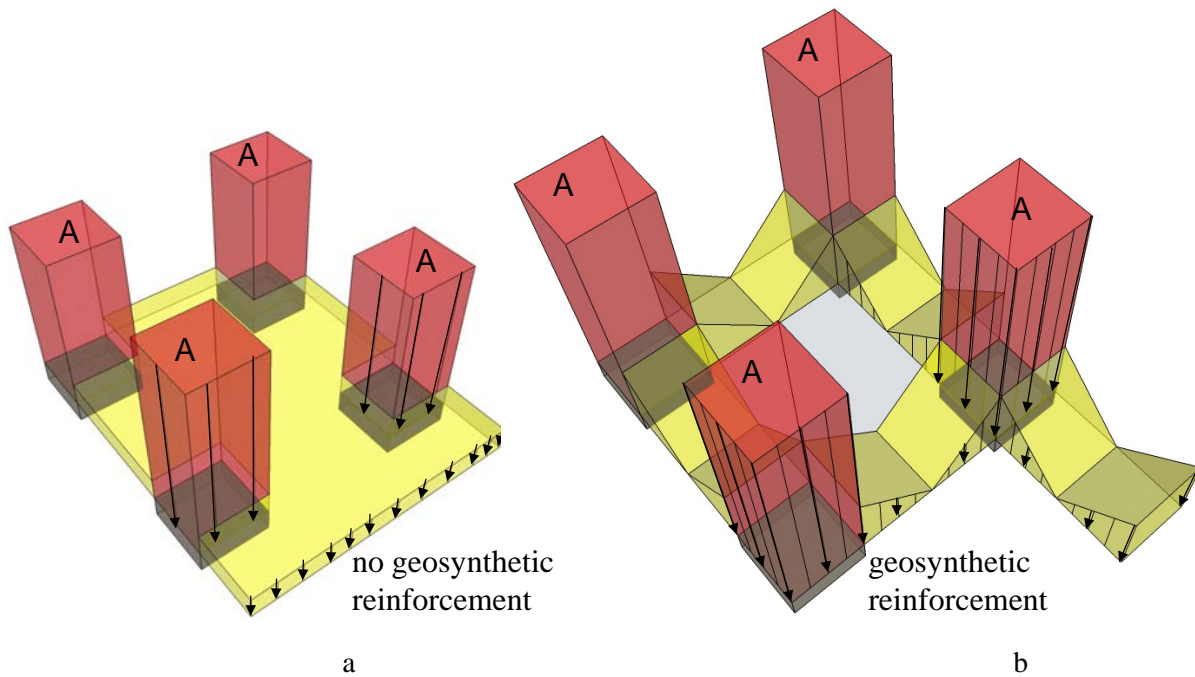 A
A
A
A
no geosynthetic
reinforcement
a
A
A
A
A
geosynthetic
reinforcement
b